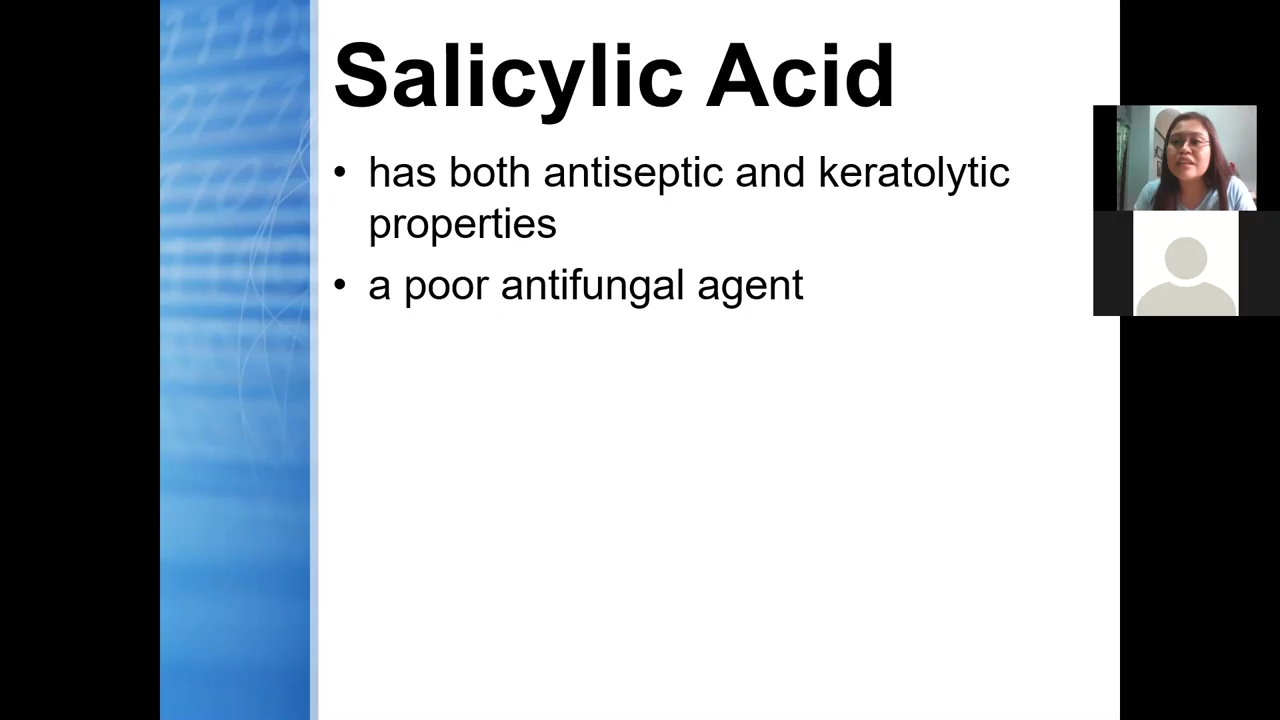 Salicylic Acid
• has both antiseptic and keratolytic
properties
• a poor antifungal agent